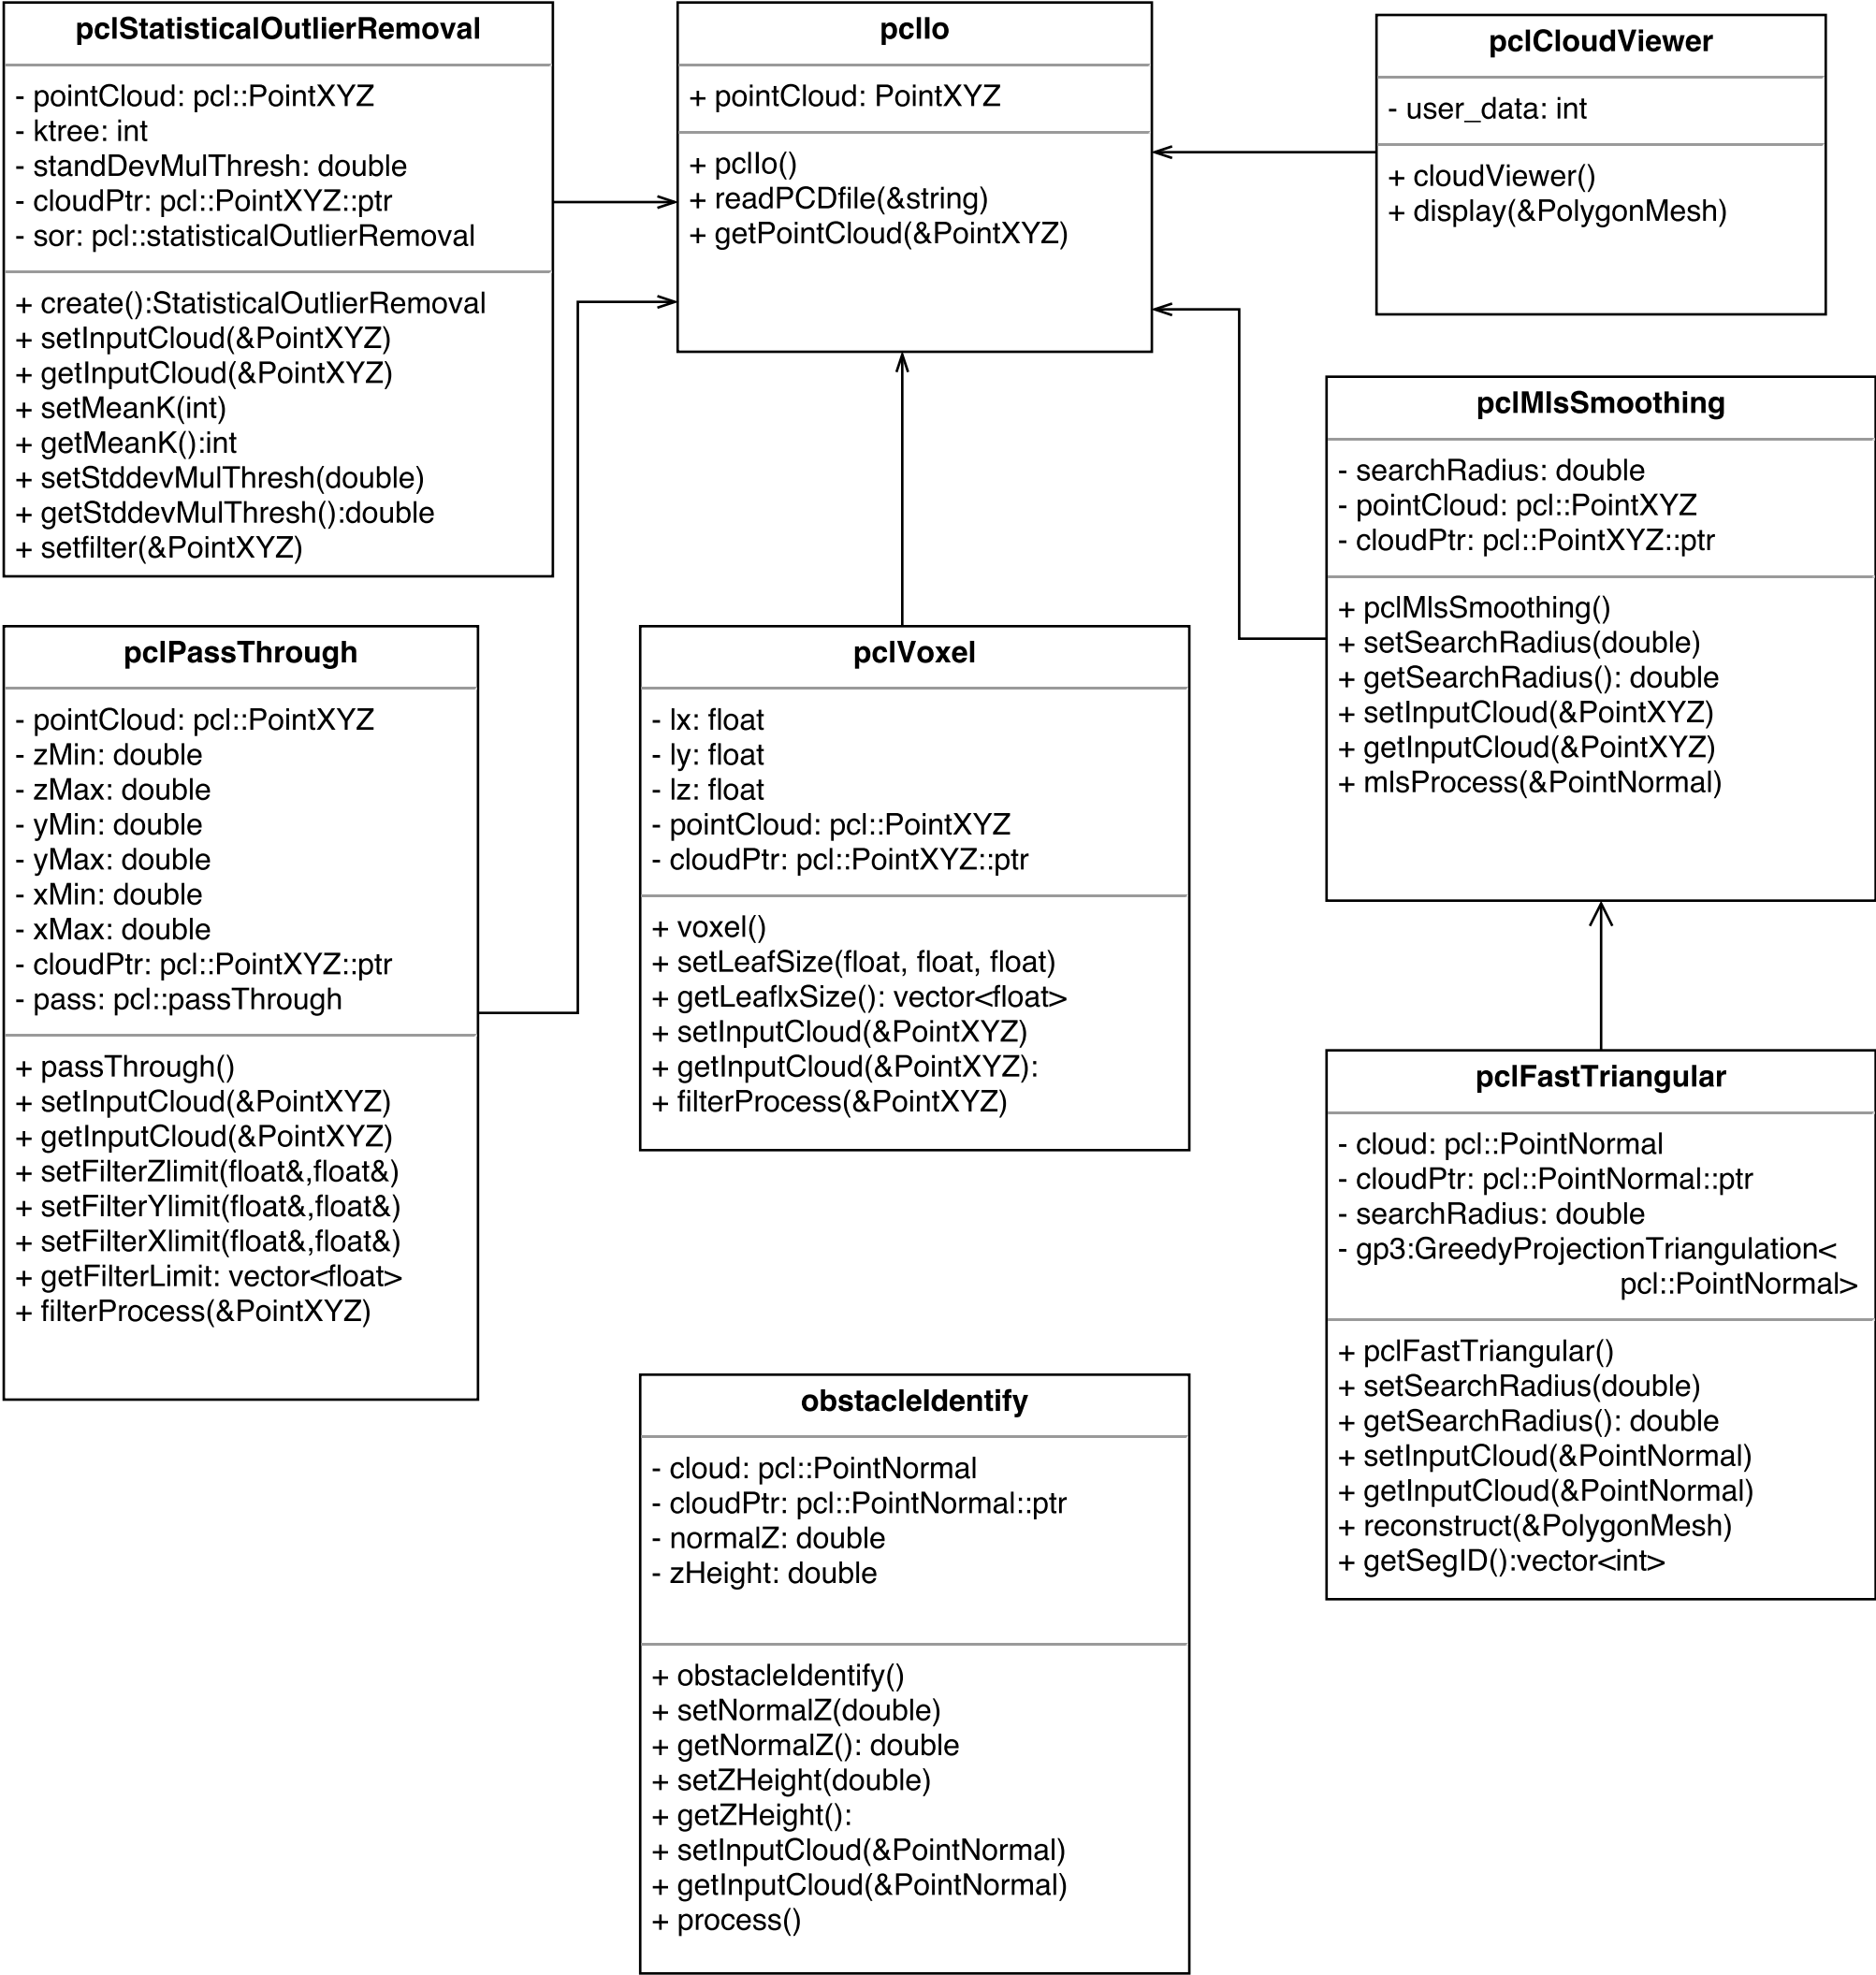 pclStatisticalOutlierRemoval
- pointCloud: pcl::PointXYZ
- ktree: int
- standDevMulThresh: double
- cloudPtr: pcl::PointXYZ::ptr
- sor: pcl::statisticalOutlierRemoval
+ create():StatisticalOutlierRemoval
+ setInputCloud(&PointXYZ)
+ getInputCloud(&PointXYZ)
+ setMeanK(int)
+ getMeanK():int
+ setStddevMulThresh(double)
+ getStddevMulThresh():double
+ setfilter(&PointXYZ)
pclIo
+ pointCloud: PointXYZ
+ pclIo()
+ readPCDfile(&string)
+ getPointCloud(&PointXYZ)
pclCloudViewer
- user_data: int
+ cloudViewer()
+ display(&PolygonMesh)
pclMlsSmoothing
- searchRadius: double
- pointCloud: pcl::PointXYZ
- cloudPtr: pcl::PointXYZ::ptr
+ pclMlsSmoothing()
+ setSearchRadius(double)
+ getSearchRadius(): double
+ setInputCloud(&PointXYZ)
+ getInputCloud(&PointXYZ)
+ mlsProcess(&PointNormal)
pclPassThrough
- pointCloud: pcl::PointXYZ
- zMin: double
- zMax: double
- yMin: double
- yMax: double
- xMin: double
- xMax: double
- cloudPtr: pcl::PointXYZ::ptr
- pass: pcl::passThrough
+ passThrough()
+ setInputCloud(&PointXYZ)
+ getInputCloud(&PointXYZ)
+ setFilterZlimit(float&,float&)
+ setFilterYlimit(float&,float&)
+ setFilterXlimit(float&,float&)
+ getFilterLimit: vector<float>
+ filterProcess(&PointXYZ)
pclVoxel
- lx: float
- ly: float
- lz: float
- pointCloud: pcl::PointXYZ
- cloudPtr: pcl::PointXYZ::ptr
+ voxel()
+ setLeafSize(float, float, float)
+ getLeaflxSize(): vector<float>
+ setInputCloud(&PointXYZ)
+ getInputCloud(&PointXYZ):
+ filterProcess(&PointXYZ)
pclFastTriangular
- cloud: pcl::PointNormal
- cloudPtr: pcl::PointNormal::ptr
- searchRadius: double
- gp3:GreedyProjectionTriangulation<
pcl::PointNormal>
+ pclFastTriangular()
+ setSearchRadius(double)
+ getSearchRadius(): double
+ setInputCloud(&PointNormal)
+ getInputCloud(&PointNormal)
+ reconstruct(&PolygonMesh)
+ getSegID():vector<int>
obstacleIdentify
- cloud: pcl::PointNormal
- cloudPtr: pcl::PointNormal::ptr
- normalZ: double
- zHeight: double
+ obstacleIdentify()
+ setNormalZ(double)
+ getNormalZ(): double
+ setZHeight(double)
+ getZHeight():
+ setInputCloud(&PointNormal)
+ getInputCloud(&PointNormal)
+ process()